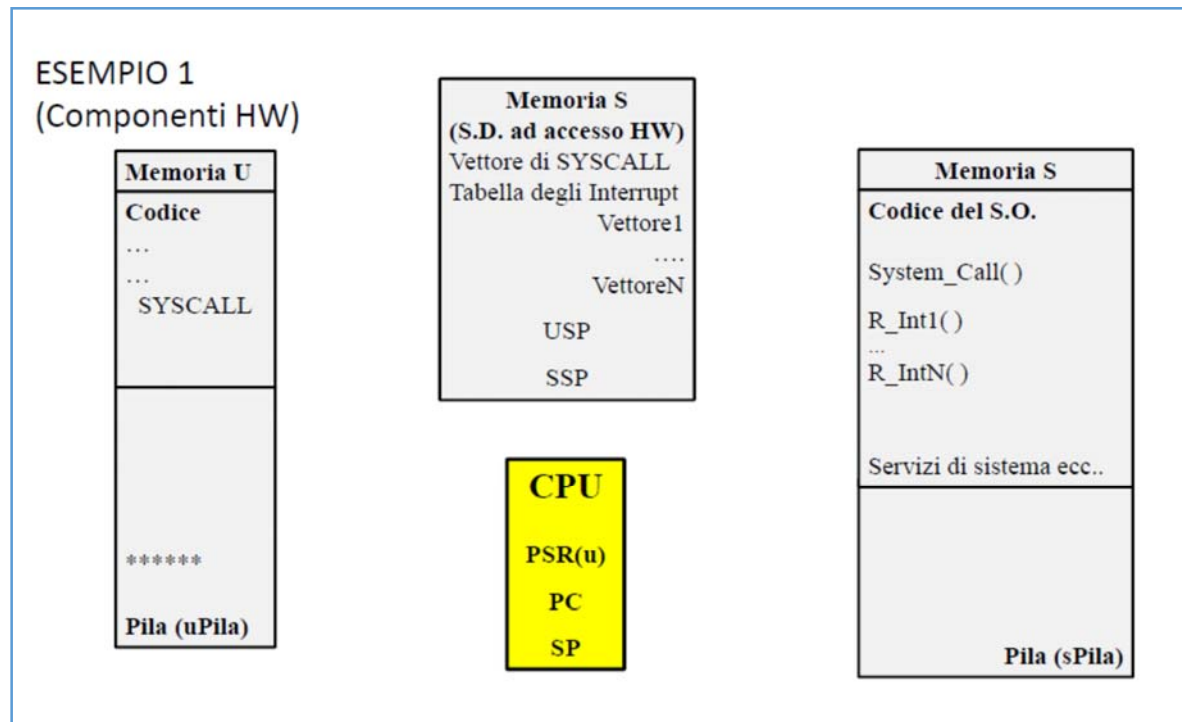 ESEMPIO 1
(Componenti HW)
Memoria U
Codice
...
...
SYSCALL
******
Pila (uPila)
Memoria S
(S.D. ad accesso HW)
Vettore di SYSCALL
Tabella degli Interrupt
Vettore1
....
VettoreN
USP
SSP
CPU
PSR(u)
PC
SP
Memoria S
Codice del S.O.
System_Call( )
R_Int1( )
...
R_IntN( )
Servizi di sistema ecc..
Pila (sPila)